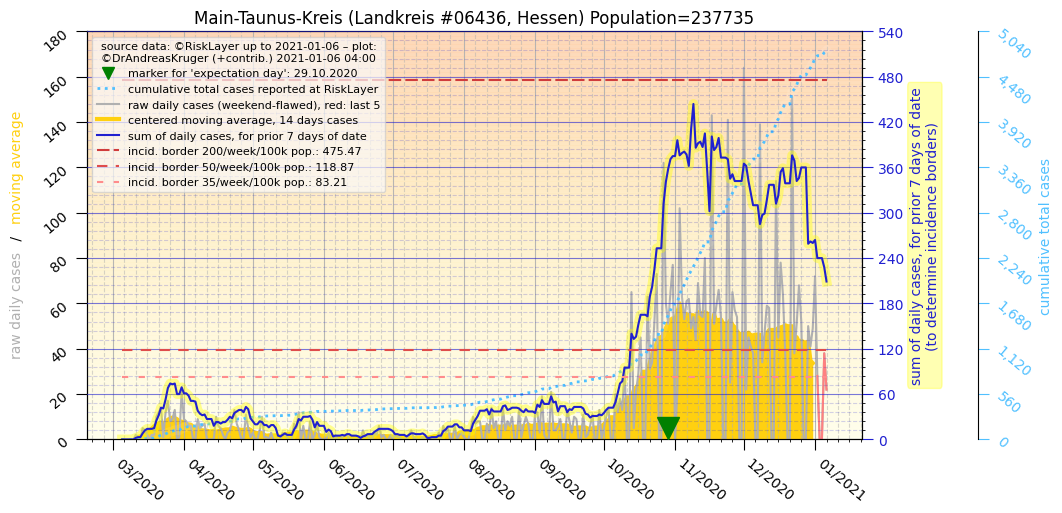 Main-Taunus-Kreis (Landkreis #06436, Hessen) Population=237735
source data: ©RiskLayer up to 2021-01-06 – plot:
©DrAndreasKruger (+contrib.) 2021-01-06 04:00
marker for 'expectation day': 29.10.2020
cumulative total cases reported at RiskLayer
raw daily cases (weekend-flawed), red: last 5
centered moving average, 14 days cases
sum of daily cases, for prior 7 days of date
incid. border 200/week/100k pop.: 475.47
incid. border 50/week/100k pop.: 118.87
incid. border 35/week/100k pop.: 83.21
raw daily cases / moving average
180
160
140
120
100
80
60
40
20
0
03/2020
04/2020
05/2020
06/2020
07/2020
08/2020
09/2020
10/2020
11/2020
12/2020
01/2021
540
480
420
360
300
240
180
120
60
0
sum of daily cases, for prior 7 days of date
(to determine incidence borders)
5,040
4,480
3,920
3,360
2,800
2,240
1,680
1,120
560
0
cumulative total cases